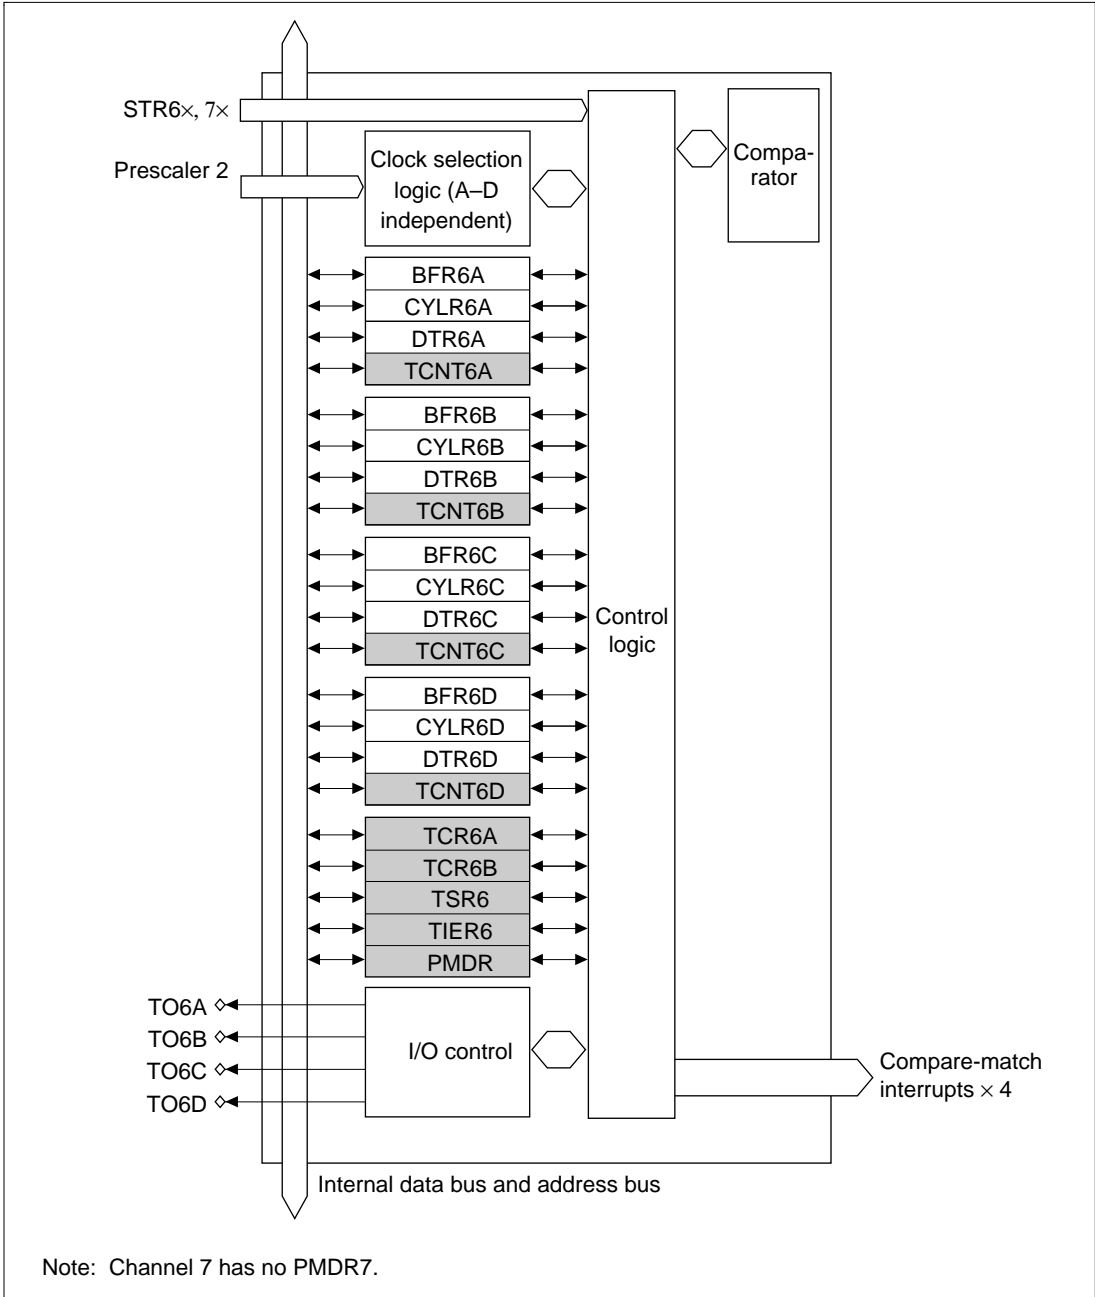 STR6×, 7×
Prescaler 2
Clock selection
logic (A–D
independent)
Compa-
rator
BFR6A
CYLR6A
DTR6A
TCNT6A
BFR6B
CYLR6B
DTR6B
TCNT6B
BFR6C
CYLR6C
DTR6C
TCNT6C
Control
logic
BFR6D
CYLR6D
DTR6D
TCNT6D
TCR6A
TCR6B
TSR6
TIER6
PMDR
TO6A
TO6B
TO6C
TO6D
I/O control
Compare-match
interrupts × 4
Internal data bus and address bus
Note: Channel 7 has no PMDR7.